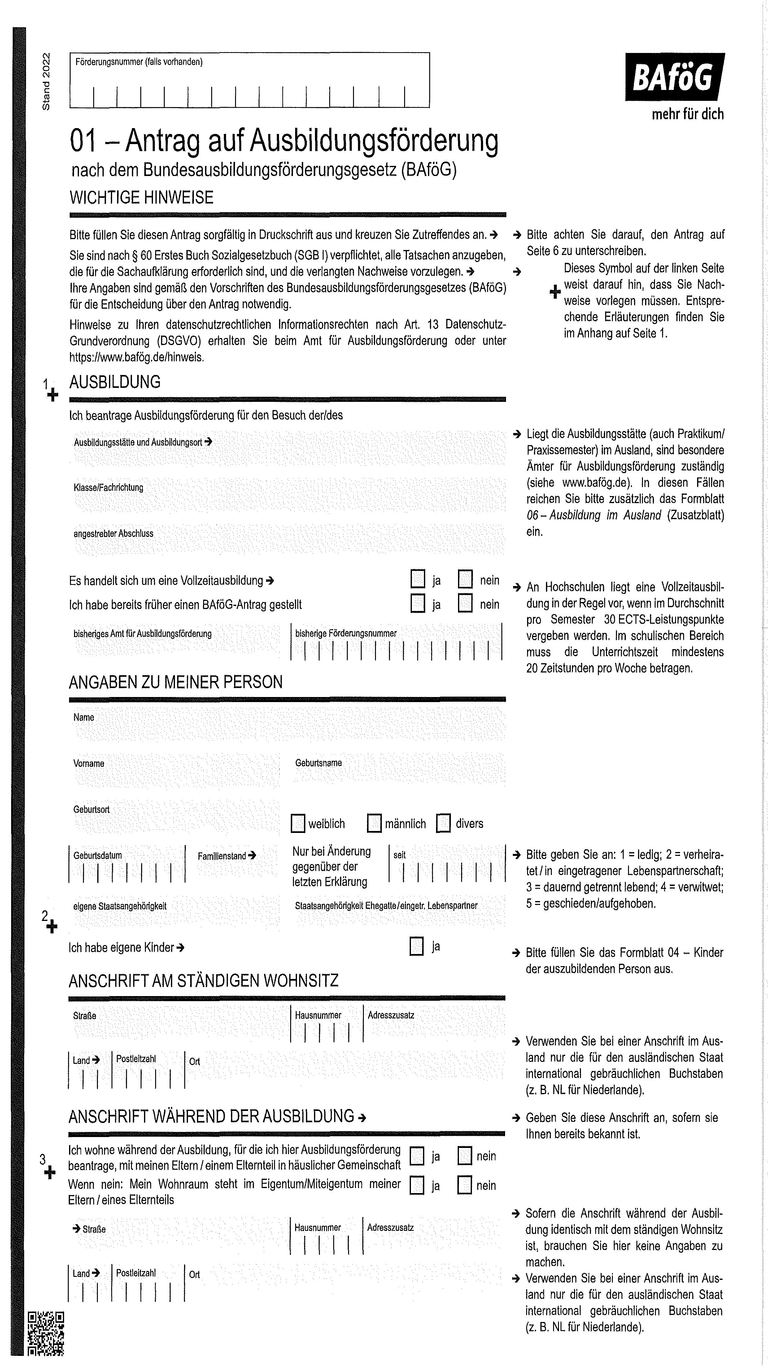 Stand 2022
Förderungsnummer (falls vorhanden)
BAföG
mehr für dich
01 – Antrag auf Ausbildungsförderung
nach dem Bundesausbildungsförderungsgesetz (BAföG)
WICHTIGE HINWEISE
Bitte füllen Sie diesen Antrag sorgfältig in Druckschrift aus und kreuzen Sie Zutreffendes an. →
Sie sind nach § 60 Erstes Buch Sozialgesetzbuch (SGB I) verpflichtet, alle Tatsachen anzugeben,
die für die Sachaufklärung erforderlich sind, und die verlangten Nachweise vorzulegen. →
Ihre Angaben sind gemäß den Vorschriften des Bundesausbildungsförderungsgesetzes (BAföG)
für die Entscheidung über den Antrag notwendig.
Hinweise zu Ihren datenschutzrechtlichen Informationsrechten nach Art. 13 Datenschutz-
Grundverordnung (DSGVO) erhalten Sie beim Amt für Ausbildungsförderung oder unter
https://www.bafög.de/hinweis.
→ Bitte achten Sie darauf, den Antrag auf
Seite 6 zu unterschreiben.
→ Dieses Symbol auf der linken Seite
+ weist darauf hin, dass Sie Nach-
weise vorlegen müssen. Entspre-
chende Erläuterungen finden Sie
im Anhang auf Seite 1.
1 + AUSBILDUNG
Ich beantrage Ausbildungsförderung für den Besuch der/des
Ausbildungsstätte und Ausbildungsort →
Klasse/Fachrichtung
angestrebter Abschluss
→ Liegt die Ausbildungsstätte (auch Praktikum/
Praxissemester) im Ausland, sind besondere
Ämter für Ausbildungsförderung zuständig
(siehe www.bafög.de). In diesen Fällen
reichen Sie bitte zusätzlich das Formblatt
06 – Ausbildung im Ausland (Zusatzblatt)
ein.
Es handelt sich um eine Vollzeitausbildung → ja nein
Ich habe bereits früher einen BAföG-Antrag gestellt ja nein
bisheriges Amt für Ausbildungsförderung bisherige Förderungsnummer
→ An Hochschulen liegt eine Vollzeitausbil-
dung in der Regel vor, wenn im Durchschnitt
pro Semester 30 ECTS-Leistungspunkte
vergeben werden. Im schulischen Bereich
muss die Unterrichtszeit mindestens
20 Zeitstunden pro Woche betragen.
ANGABEN ZU MEINER PERSON
Name
Vorname Geburtsname
Geburtsort
weiblich männlich divers
Geburtsdatum Familienstand → Nur bei Änderung
gegenüber der
letzten Erklärung
seit
→ Bitte geben Sie an: 1 = ledig; 2 = verheira-
tet / in eingetragener Lebenspartnerschaft;
3 = dauernd getrennt lebend; 4 = verwitwet;
5 = geschieden/aufgehoben.
eigene Staatsangehörigkeit Staatsangehörigkeit Ehegatte/eingetr. Lebenspartner
2 +
Ich habe eigene Kinder → ja
→ Bitte füllen Sie das Formblatt 04 – Kinder
der auszubildenden Person aus.
ANSCHRIFT AM STÄNDIGEN WOHNSITZ
Straße Hausnummer Adresszusatz
Land → Postleitzahl Ort
→ Verwenden Sie bei einer Anschrift im Aus-
land nur die für den ausländischen Staat
international gebräuchlichen Buchstaben
(z. B. NL für Niederlande).
ANSCHRIFT WÄHREND DER AUSBILDUNG →
→ Geben Sie diese Anschrift an, sofern sie
Ihnen bereits bekannt ist.
3 +
Ich wohne während der Ausbildung, für die ich hier Ausbildungsförderung
beantrage, mit meinen Eltern / einem Elternteil in häuslicher Gemeinschaft ja nein
Wenn nein: Mein Wohnraum steht im Eigentum/Miteigentum meiner
Eltern / eines Elternteils ja nein
→ Straße Hausnummer Adresszusatz
Land → Postleitzahl Ort
→ Sofern die Anschrift während der Ausbil-
dung identisch mit dem ständigen Wohnsitz
ist, brauchen Sie hier keine Angaben zu
machen.
→ Verwenden Sie bei einer Anschrift im Aus-
land nur die für den ausländischen Staat
international gebräuchlichen Buchstaben
(z. B. NL für Niederlande).